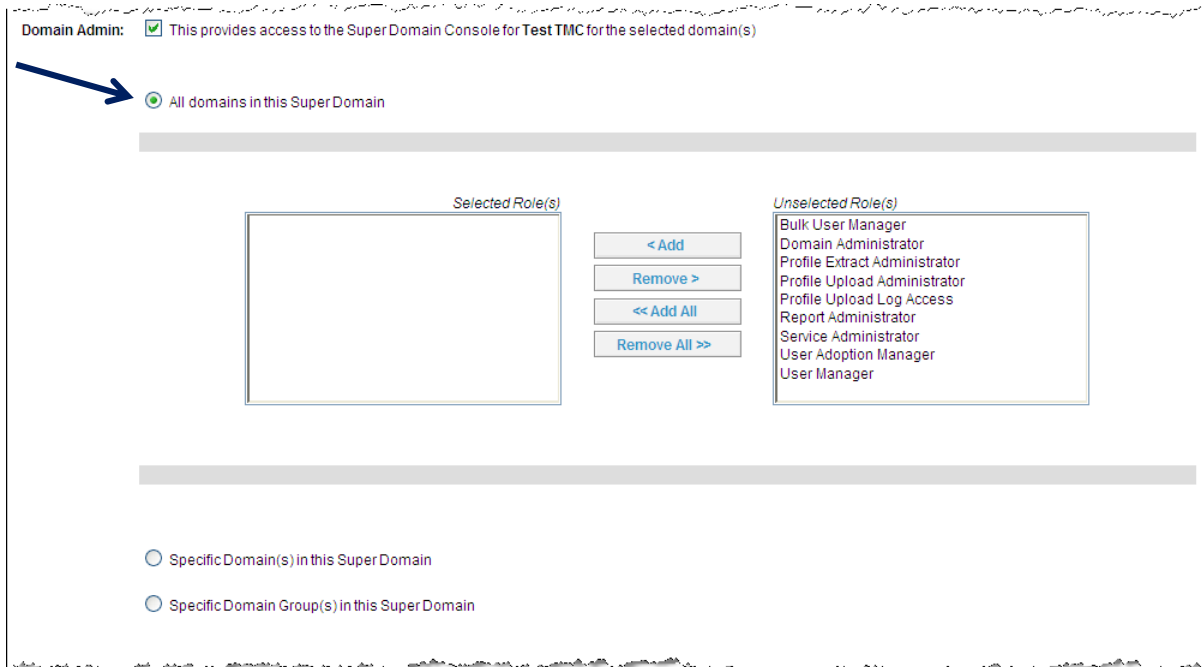 Domain Admin: This provides access to the Super Domain Console for Test TMC for the selected domain(s)
All domains in this Super Domain
Selected Role(s)
Unselected Role(s)
< Add
Remove >
<< Add All
Remove All >>
Bulk User Manager
Domain Administrator
Profile Extract Administrator
Profile Upload Administrator
Profile Upload Log Access
Report Administrator
Service Administrator
User Adoption Manager
User Manager
Specific Domain(s) in this Super Domain
Specific Domain Group(s) in this Super Domain